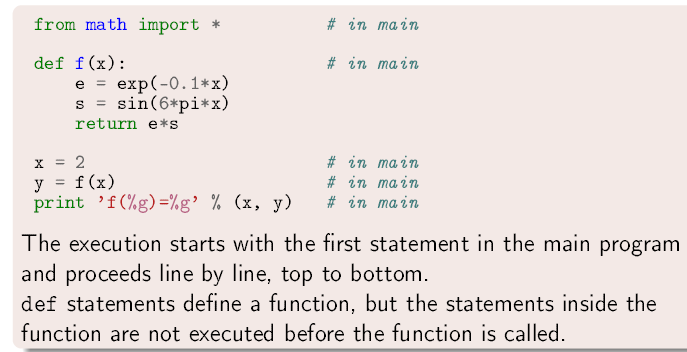 from math import *          # in main
def f(x):                   # in main
    e = exp(-0.1*x)
    s = sin(6*pi*x)
    return e*s
x = 2                       # in main
y = f(x)                    # in main
print 'f(%g)=%g' % (x, y)   # in main
The execution starts with the first statement in the main program
and proceeds line by line, top to bottom.
def statements define a function, but the statements inside the
function are not executed before the function is called.